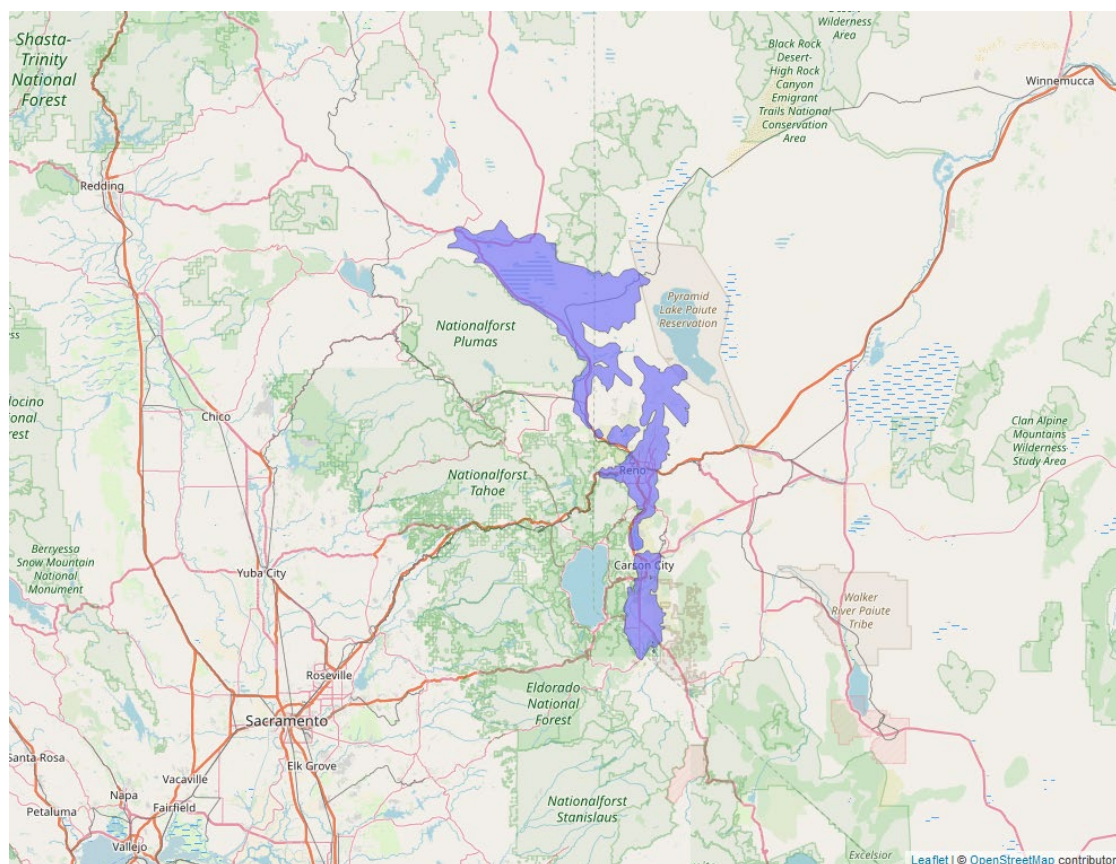 Shasta-
Trinity
National
Forest
Wilderness
Area
Black Rock
Desert-
High Rock
Canyon
Emigrant
Trails National
Conservation
Area
Winnemucca
Redding
Pyramid
Lake Paiute
Reservation
Nationalforst
Plumas
Chico
Clan Alpine
Mountains
Wilderness
Study Area
Reno
Nationalforst
Tahoe
Berryessa
Snow Mountain
National
Monument
Yuba City
Carson City
Walker
River Paiute
Tribe
Roseville
Eldorado
National
Forest
Sacramento
Elk Grove
Santa Rosa
Vacaville
Napa
Fairfield
Petaluma
Vallejo
Nationalforst
Stanislaus
Excelsior
Leaflet | © OpenStreetMap contributor